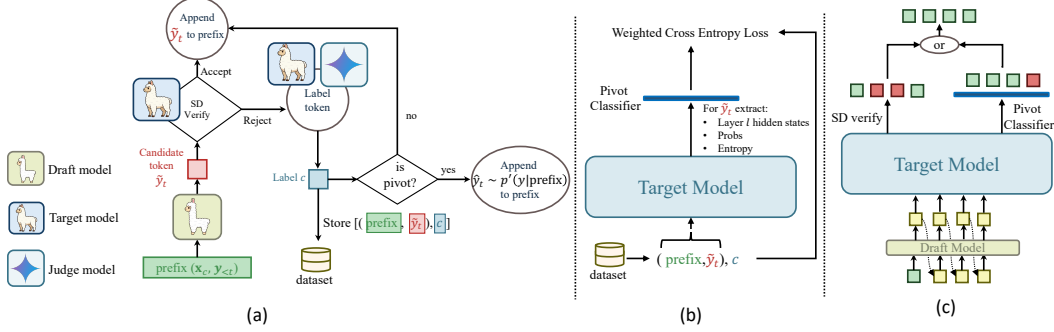 (a)
Append
ỹt to prefix
Accept
SD
Verify
Reject
Label
token
no
Candidate
token
ỹt
Draft model
Target model
Judge model
prefix (xc, y<t)
Label c
is
pivot?
yes
Append
ŷt ~ p′(y|prefix)
to prefix
Store [( prefix , ỹt ), c ]
dataset
(a)
(b)
Weighted Cross Entropy Loss
Pivot
Classifier
For ỹt extract:
• Layer l hidden states
• Probs
• Entropy
Target Model
dataset
( prefix,ỹt ), c
(b)
(c)
or
SD verify
Pivot
Classifier
Target Model
Draft Model
(c)